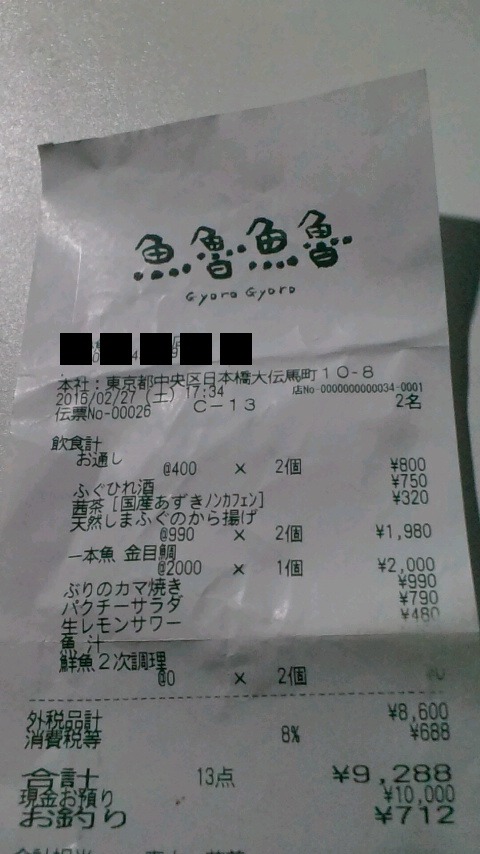 魚魯魚魯
Gyoro Gyoro
本社：東京都中央区日本橋大伝馬町１０-８
2016/02/27 (土) 17:34 店No-0000000000034-0001
伝票No-00026 Ｃ－１３ 2名
飲食計
お通し
@400 × 2個 ¥800
ふぐひれ酒 ¥750
茜茶［国産あずきﾉﾝｶﾌｪﾝ］ ¥320
天然しまふぐのから揚げ
@990 × 2個 ¥1,980
一本魚 金目鯛
@2000 × 1個 ¥2,000
ぶりのカマ焼き ¥990
パクチーサラダ ¥790
生レモンサワー ¥480
魚汁
鮮魚２次調理
@0 × 2個 ¥0
外税品計 ¥8,600
消費税等 8% ¥688
合計 13点 ¥9,288
現金お預り ¥10,000
お釣り ¥712